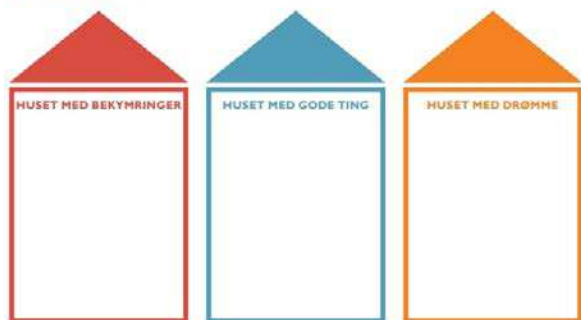 HUSET MED BEKYMRINGER
HUSET MED GODE TING
HUSET MED DRØMME